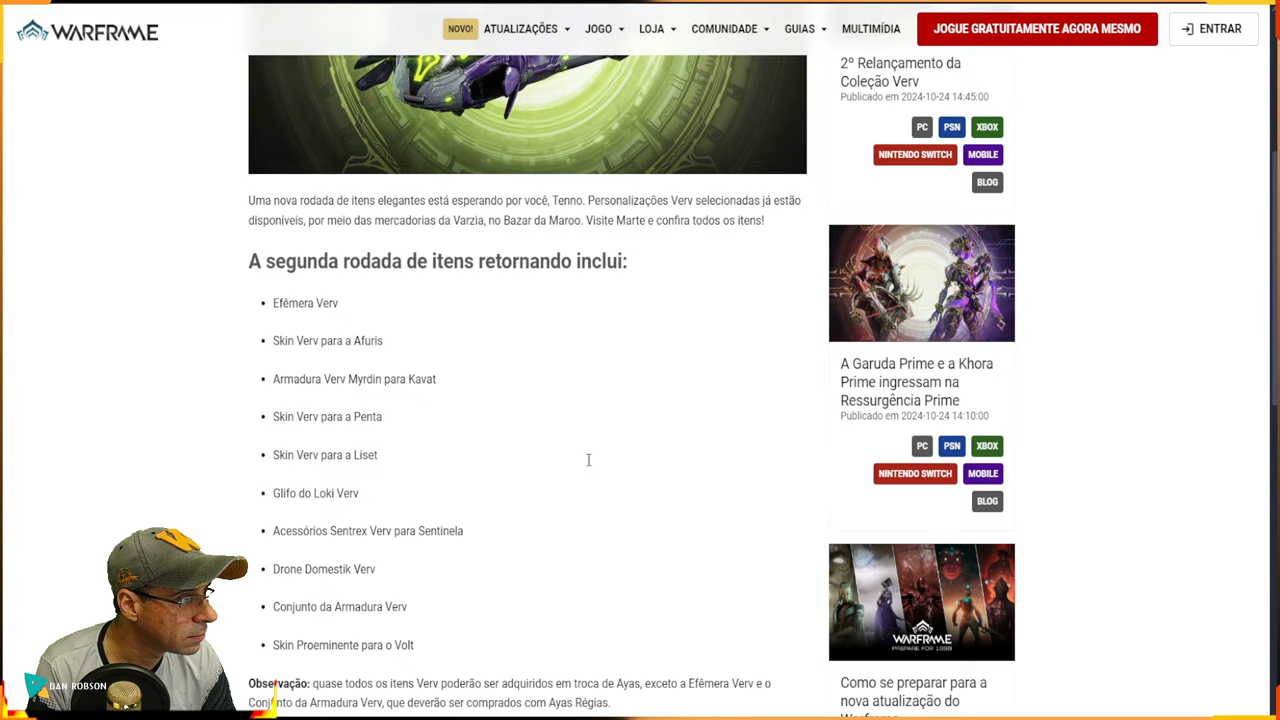 WARFRAME
NOVO! ATUALIZAÇÕES JOGO LOJA COMUNIDADE GUIAS MULTIMÍDIA JOGUE GRATUITAMENTE AGORA MESMO ENTRAR
Uma nova rodada de itens elegantes está esperando por você, Tenno. Personalizações Verv selecionadas já estão
disponíveis, por meio das mercadorias da Varzia, no Bazar da Maroo. Visite Marte e confira todos os itens!
A segunda rodada de itens retornando inclui:
• Efêmera Verv
• Skin Verv para a Afuris
• Armadura Verv Myrdin para Kavat
• Skin Verv para a Penta
• Skin Verv para a Liset
• Glifo do Loki Verv
• Acessórios Sentrex Verv para Sentinela
• Drone Domestik Verv
• Conjunto da Armadura Verv
• Skin Proeminente para o Volt
Observação: quase todos os itens Verv poderão ser adquiridos em troca de Ayas, exceto a Efêmera Verv e o
Conjunto da Armadura Verv, que deverão ser comprados com Ayas Régias.
2º Relançamento da
Coleção Verv
Publicado em 2024-10-24 14:45:00
PC PSN XBOX
NINTENDO SWITCH MOBILE
BLOG
A Garuda Prime e a Khora
Prime ingressam na
Ressurgência Prime
Publicado em 2024-10-24 14:10:00
PC PSN XBOX
NINTENDO SWITCH MOBILE
BLOG
WARFRAME
PREPARE FOR 1999
Como se preparar para a
nova atualização do
Warframe
DAN ROBSON